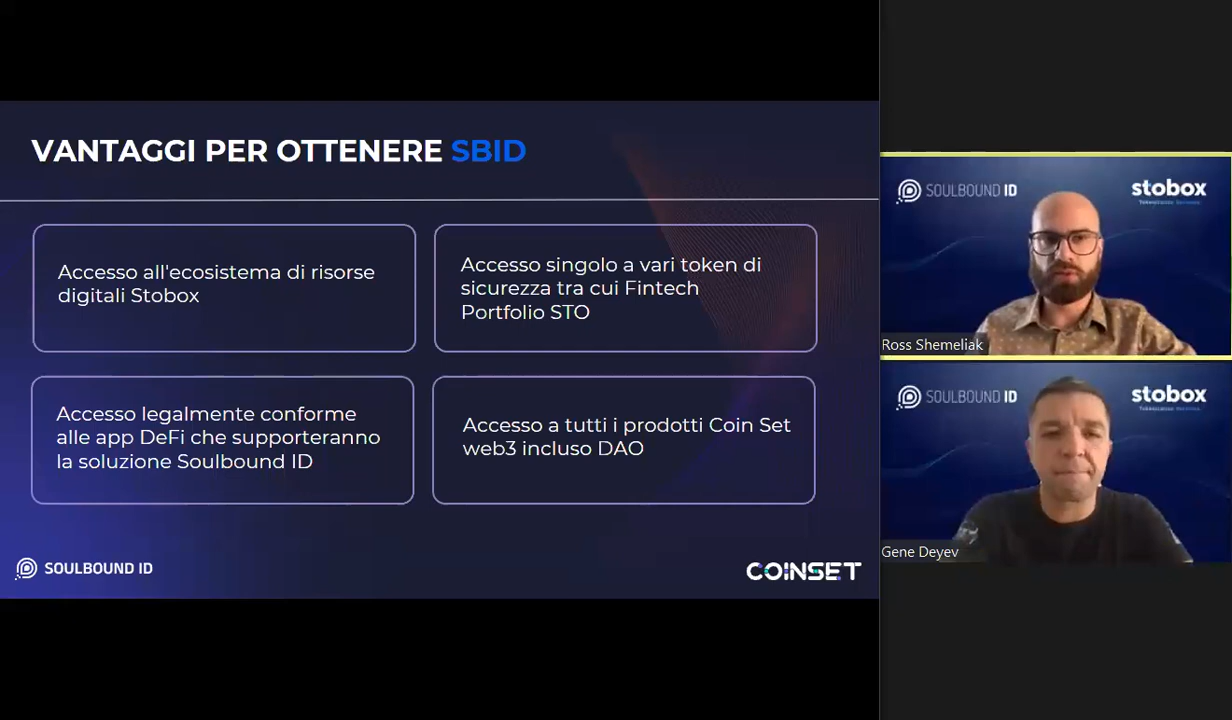 VANTAGGI PER OTTENERE SBID
Accesso all'ecosistema di risorse
digitali Stobox
Accesso singolo a vari token di
sicurezza tra cui Fintech
Portfolio STO
Accesso legalmente conforme
alle app DeFi che supporteranno
la soluzione Soulbound ID
Accesso a tutti i prodotti Coin Set
web3 incluso DAO
SOULBOUND ID
COINSET
SOULBOUND ID
stobox
Ross Shemeliak
SOULBOUND ID
stobox
Gene Deyev